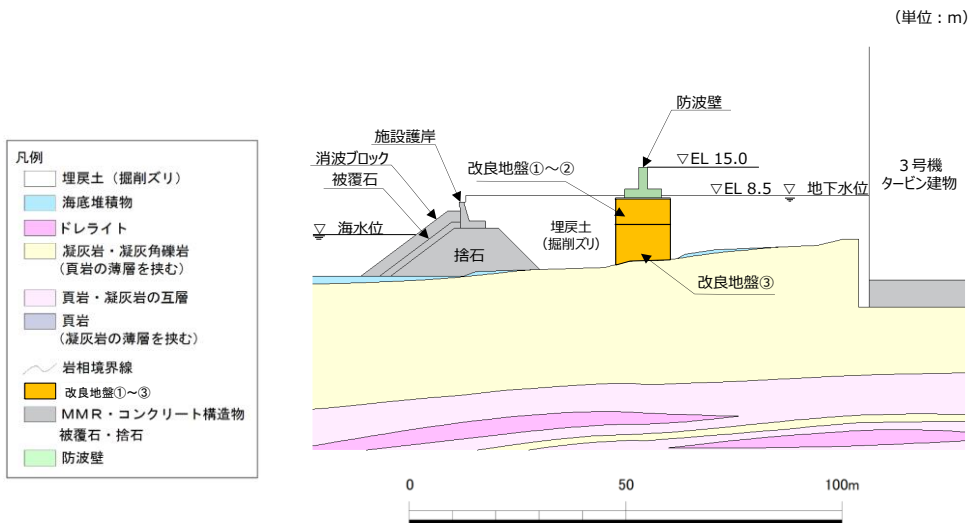 (単位：m)
防波壁
施設護岸
消波ブロック
被覆石
改良地盤①～②
▽EL 15.0
３号機
タービン建物
▽EL 8.5
▽ 地下水位
▽ 海水位
埋戻土
(掘削ズリ)
捨石
改良地盤③
凡例
埋戻土（掘削ズリ）
海底堆積物
ドレライト
凝灰岩・凝灰角礫岩
(頁岩の薄層を挟む)
頁岩・凝灰岩の互層
頁岩
(凝灰岩の薄層を挟む)
岩相境界線
改良地盤①～③
ＭＭＲ・コンクリート構造物
被覆石・捨石
防波壁
0
50
100m